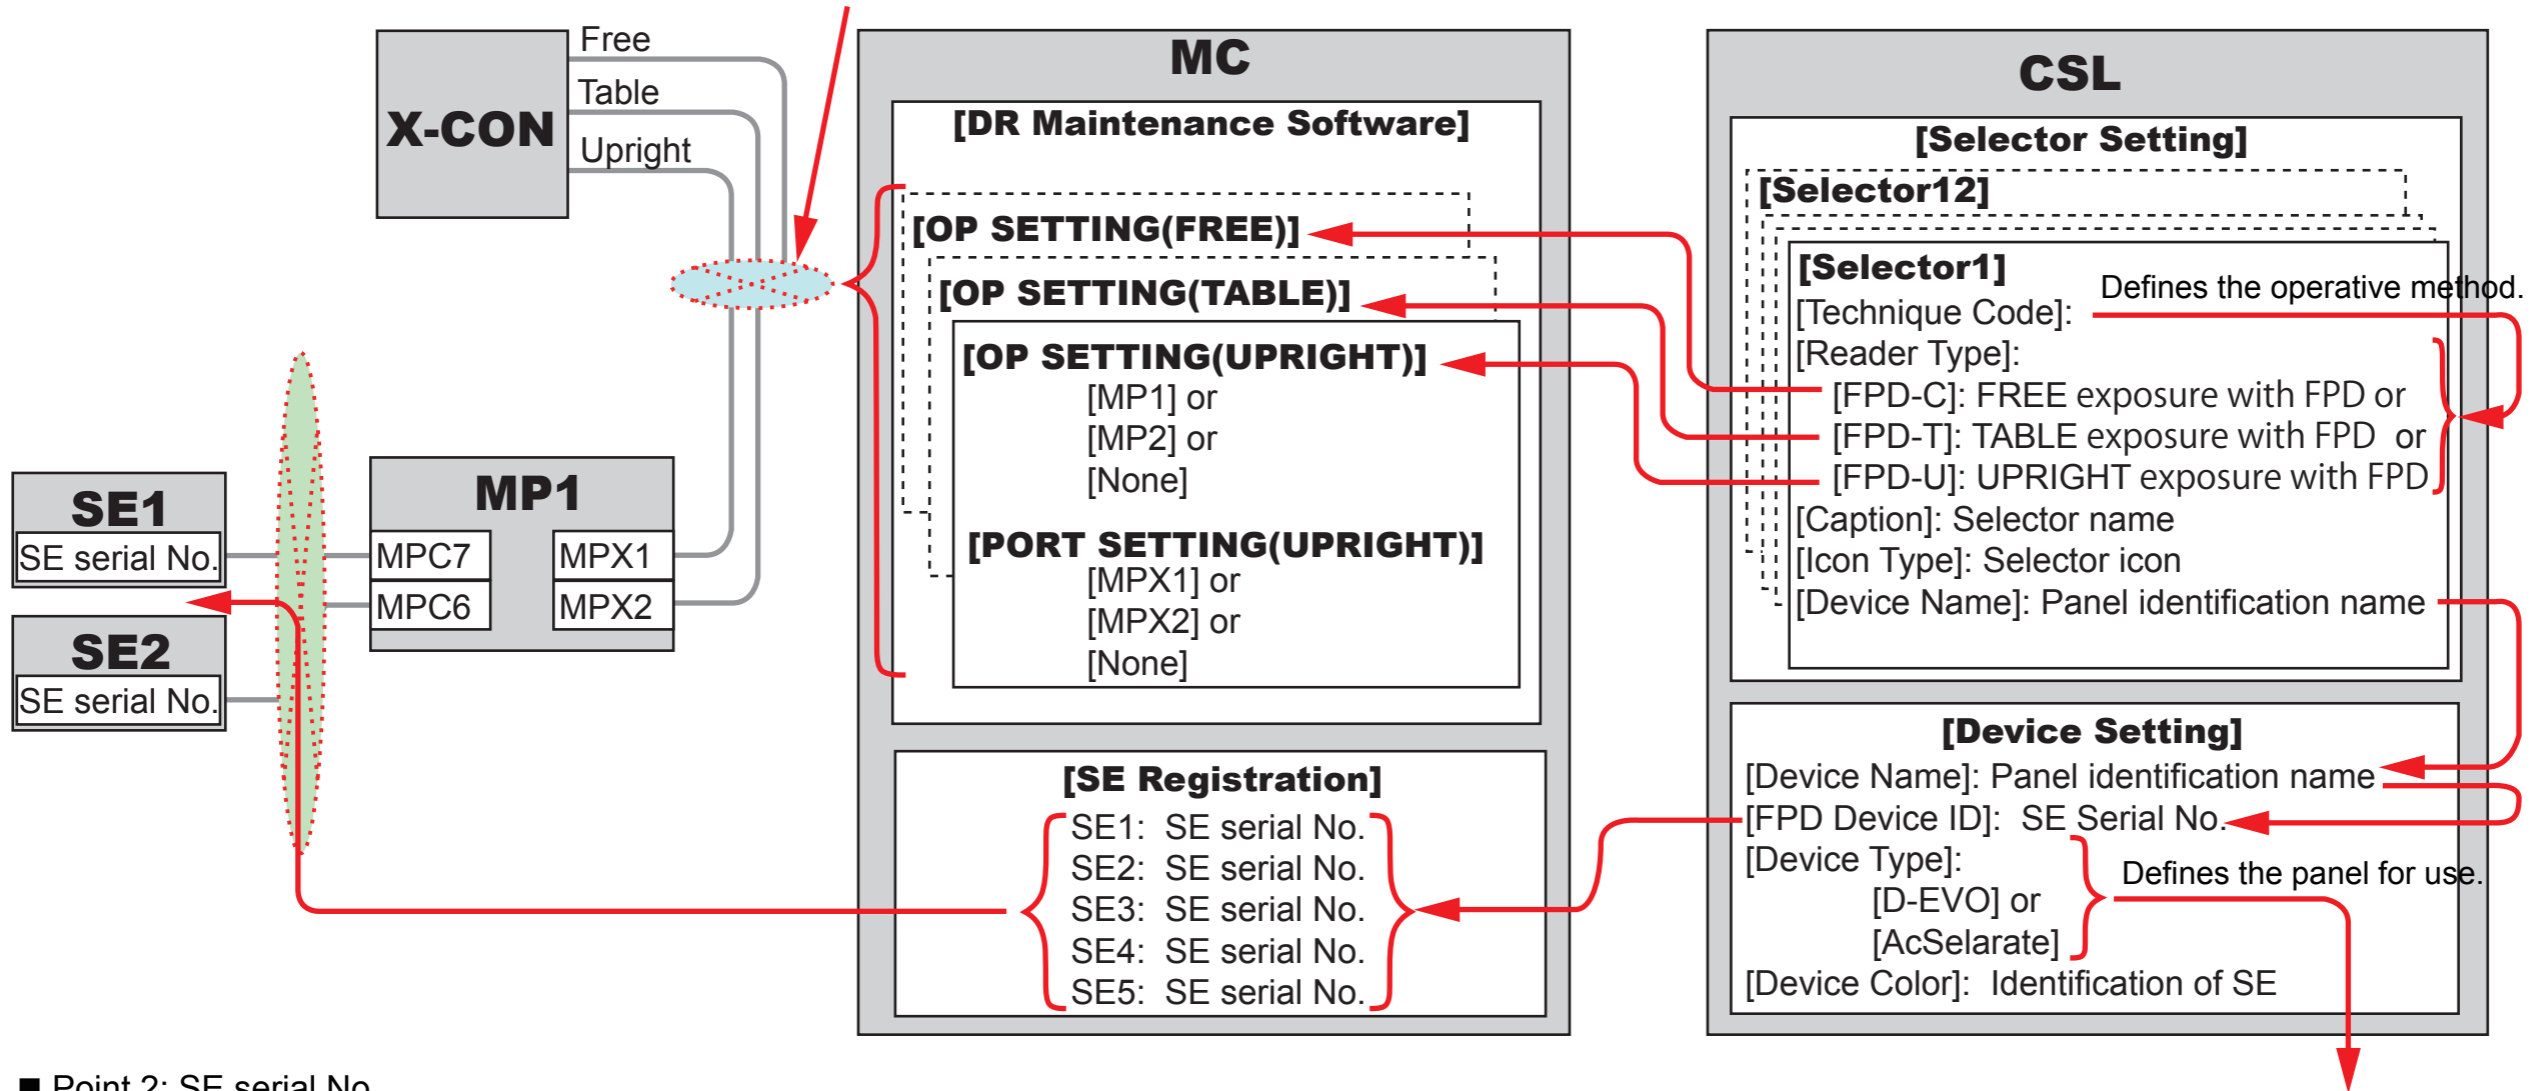 Free
Table
Upright
X-CON
SE1
SE serial No.
SE2
SE serial No.
MP1
MPC7
MPC6
MPX1
MPX2
MC
[DR Maintenance Software]
[OP SETTING(FREE)]
[OP SETTING(TABLE)]
[OP SETTING(UPRIGHT)]
[MP1] or
[MP2] or
[None]
[PORT SETTING(UPRIGHT)]
[MPX1] or
[MPX2] or
[None]
[SE Registration]
SE1: SE serial No.
SE2: SE serial No.
SE3: SE serial No.
SE4: SE serial No.
SE5: SE serial No.
CSL
[Selector Setting]
[Selector12]
[Selector1]
[Technique Code]: Defines the operative method.
[Reader Type]:
[FPD-C]: FREE exposure with FPD or
[FPD-T]: TABLE exposure with FPD or
[FPD-U]: UPRIGHT exposure with FPD
[Caption]: Selector name
[Icon Type]: Selector icon
[Device Name]: Panel identification name
[Device Setting]
[Device Name]: Panel identification name
[FPD Device ID]: SE Serial No.
[Device Type]:
Defines the panel for use.
[D-EVO] or
[AcSelarate]
[Device Color]: Identification of SE
■ Point 2: SE serial No.